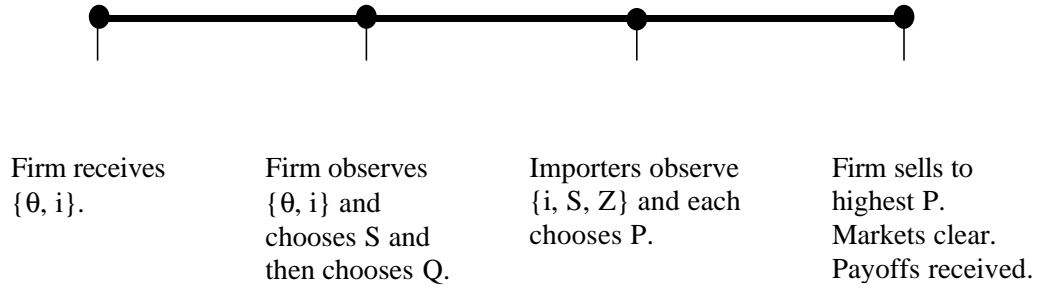 Firm receives
{θ, i}.
Firm observes
{θ, i} and
chooses S and
then chooses Q.
Importers observe
{i, S, Z} and each
chooses P.
Firm sells to
highest P.
Markets clear.
Payoffs received.